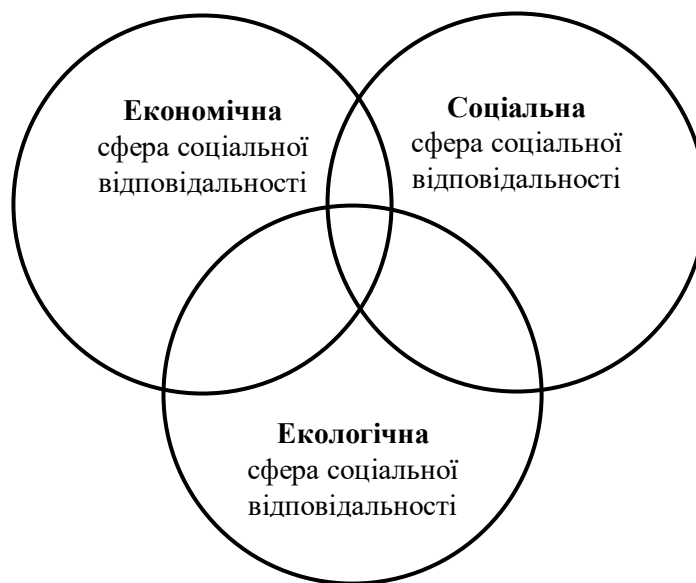 Економічна
сфера соціальної
відповідальності
Соціальна
сфера соціальної
відповідальності
Екологічна
сфера соціальної
відповідальності